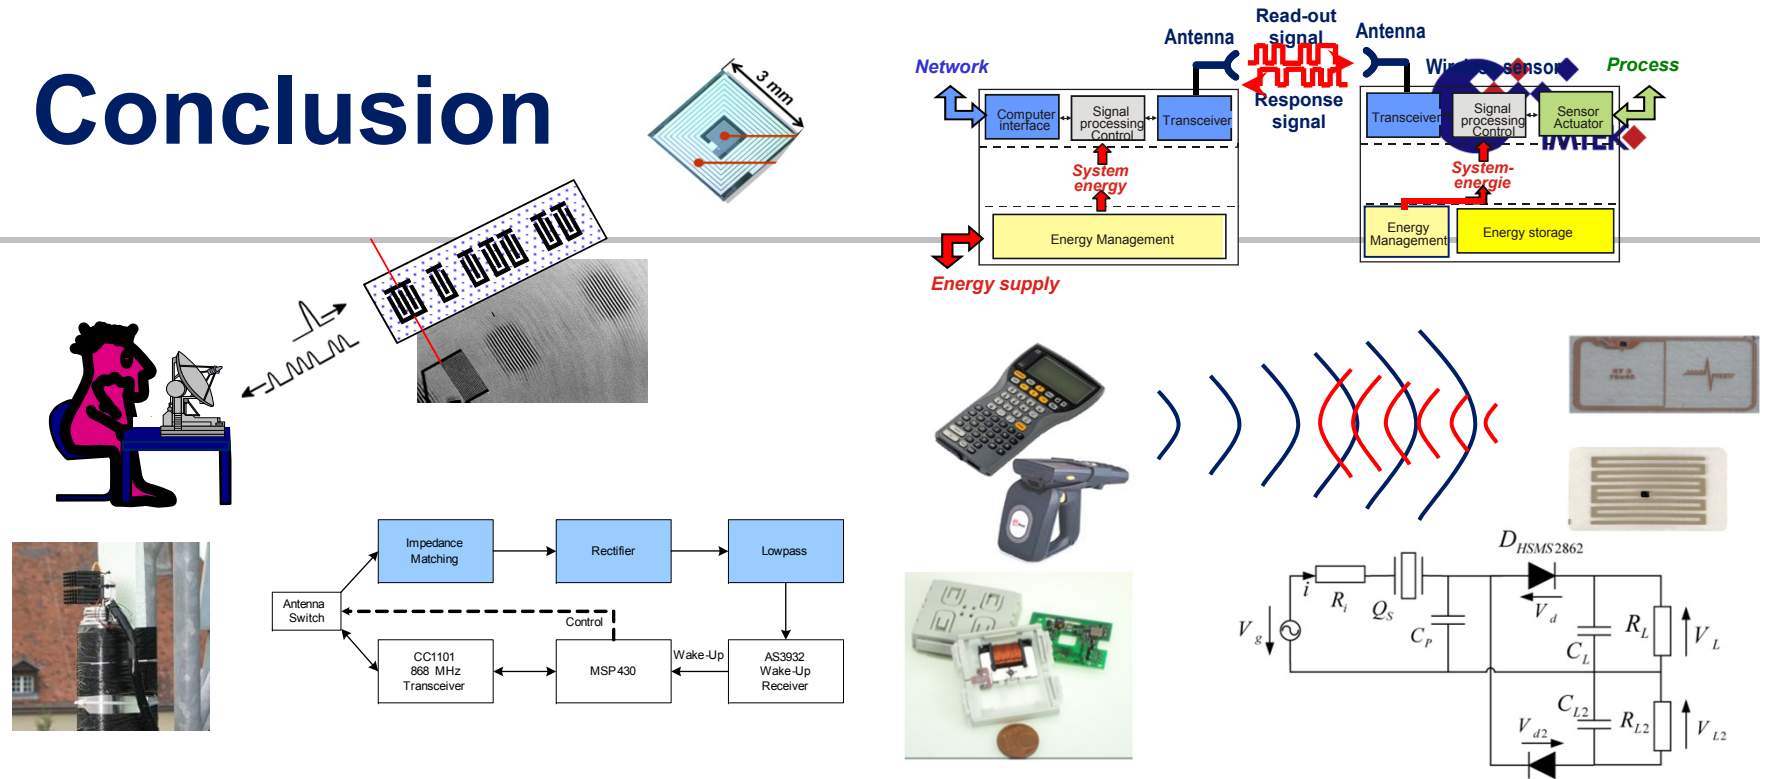 Conclusion
3 mm
Read-out
signal
Antenna
Antenna
Network
Wireless sensor
Process
Response
signal
Computer
interface
Signal
processing
Control
Transceiver
Transceiver
Signal
processing
Control
Sensor
Actuator
IMTEK
System
energy
System-
energie
Energy Management
Energy
Management
Energy storage
Energy supply
Impedance
Matching
Rectifier
Lowpass
Antenna
Switch
Control
CC1101
868 MHz
Transceiver
MSP430
Wake-Up
AS3932
Wake-Up
Receiver
D_HSMS2862
i
R_i
Q_S
V_d
V_g
C_P
C_L
R_L
V_L
C_L2
R_L2
V_L2
V_d2